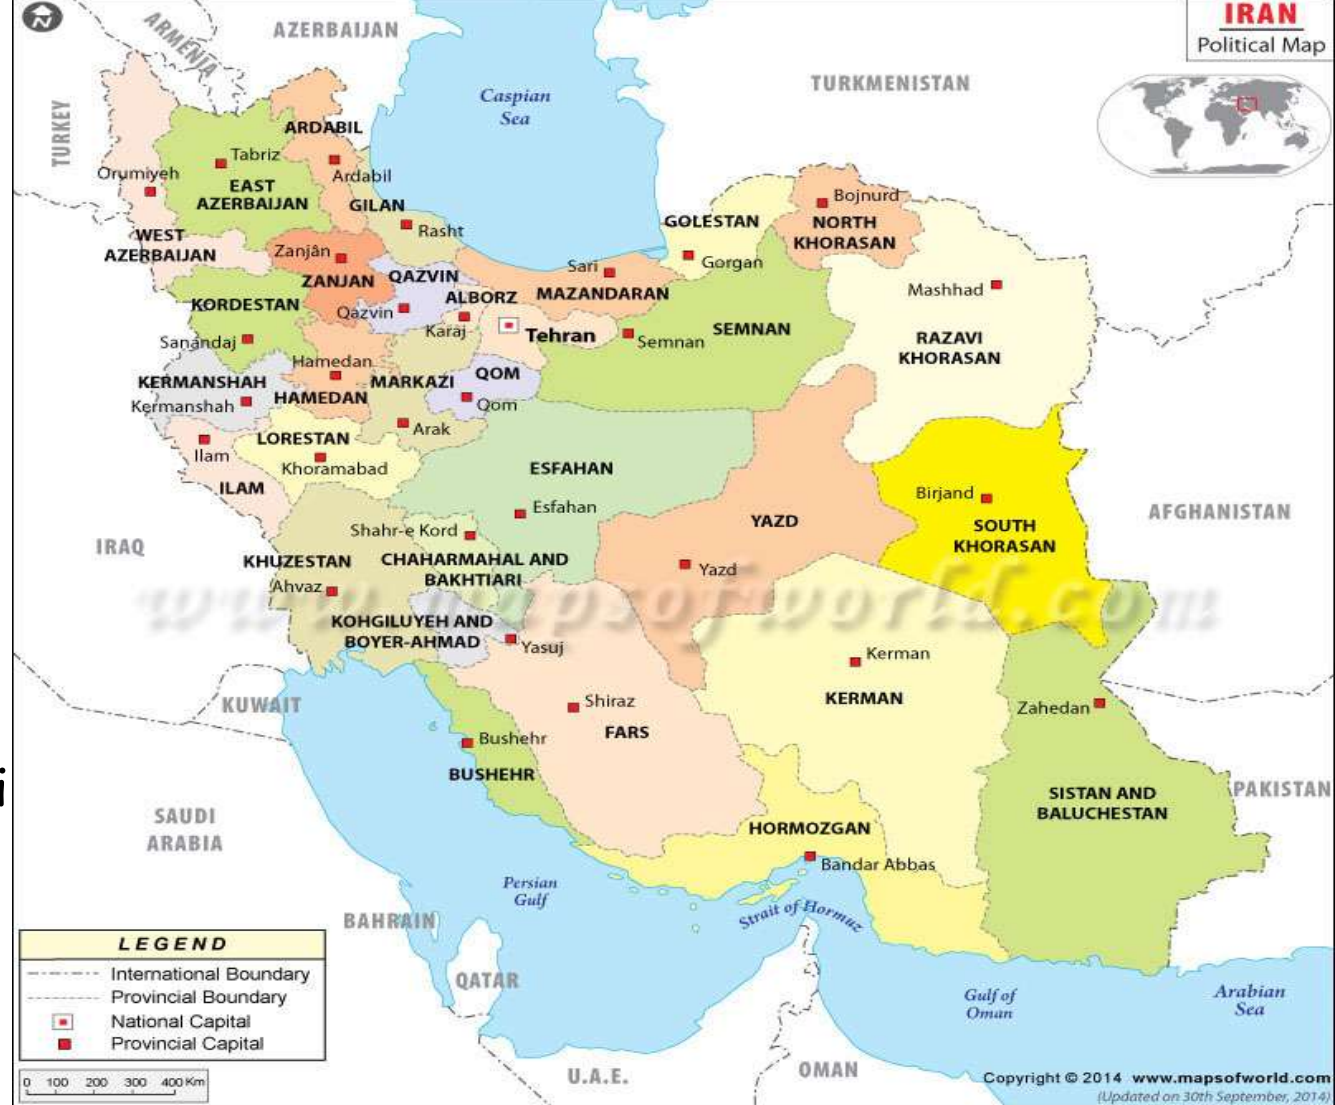 IRAN
Political Map
N
ARMENIA
AZERBAIJAN
TURKEY
Caspian
Sea
TURKMENISTAN
ARDABIL
Tabriz
Ardabil
Orumiyeh
EAST
AZERBAIJAN
GILAN
Rasht
WEST
AZERBAIJAN
Zanjân
ZANJAN
QAZVIN
Qazvin
ALBORZ
Karaj
Tehran
Sari
MAZANDARAN
GOLESTAN
Gorgan
Bojnurd
NORTH
KHORASAN
Mashhad
RAZAVI
KHORASAN
KORDESTAN
Sanandaj
Hamedan
HAMEDAN
MARKAZI
Arak
QOM
Qom
Semnan
SEMNAN
KERMANSHAH
Kermanshah
LORESTAN
Khoramabad
Ilam
ILAM
ESFAHAN
Esfahan
YAZD
Yazd
Birjand
SOUTH
KHORASAN
AFGHANISTAN
IRAQ
Shahr-e Kord
CHAHARMAHAL AND
BAKHTIARI
KHUZESTAN
Ahvaz
www.mapsofworld.com
KOHGILUYEH AND
BOYER-AHMAD
Yasuj
Kerman
KERMAN
Shiraz
FARS
Zahedan
KUWAIT
Bushehr
BUSHEHR
i
SISTAN AND
BALUCHESTAN
PAKISTAN
SAUDI
ARABIA
HORMOZGAN
Bandar Abbas
Persian
Gulf
Strait of Hormuz
BAHRAIN
QATAR
Gulf of
Oman
Arabian
Sea
U.A.E.
OMAN
LEGEND
International Boundary
Provincial Boundary
National Capital
Provincial Capital
0 100 200 300 400 Km
Copyright © 2014 www.mapsofworld.com
(Updated on 30th September, 2014)